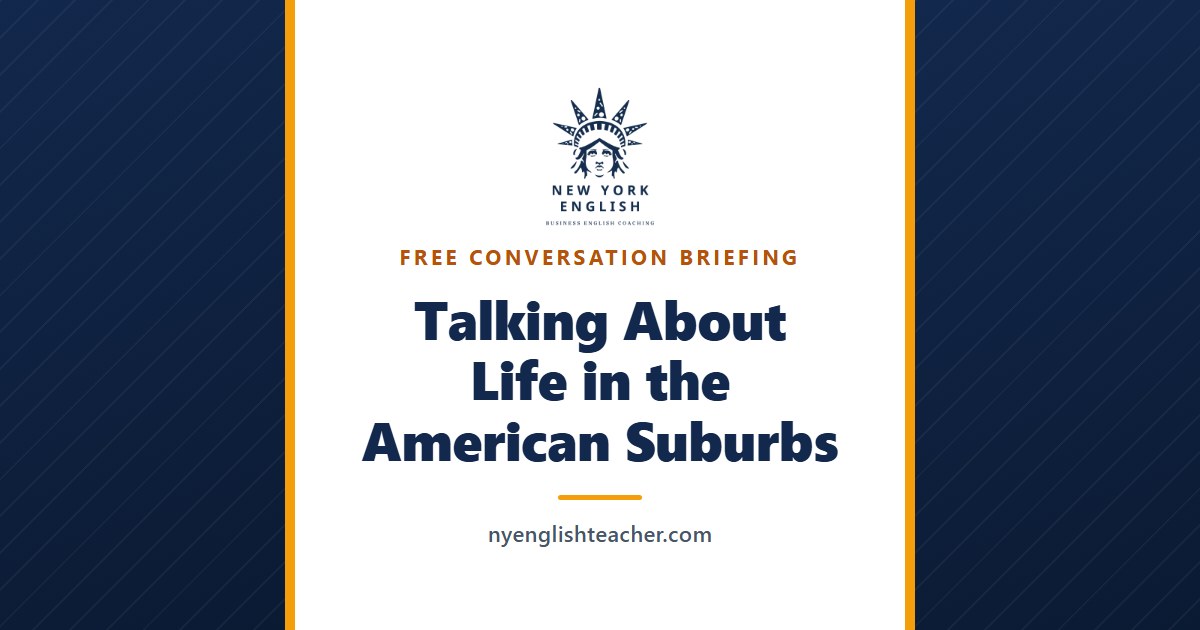 NEW YORK
ENGLISH
BUSINESS ENGLISH COACHING
FREE CONVERSATION BRIEFING
Talking About
Life in the
American Suburbs
nyenglishteacher.com